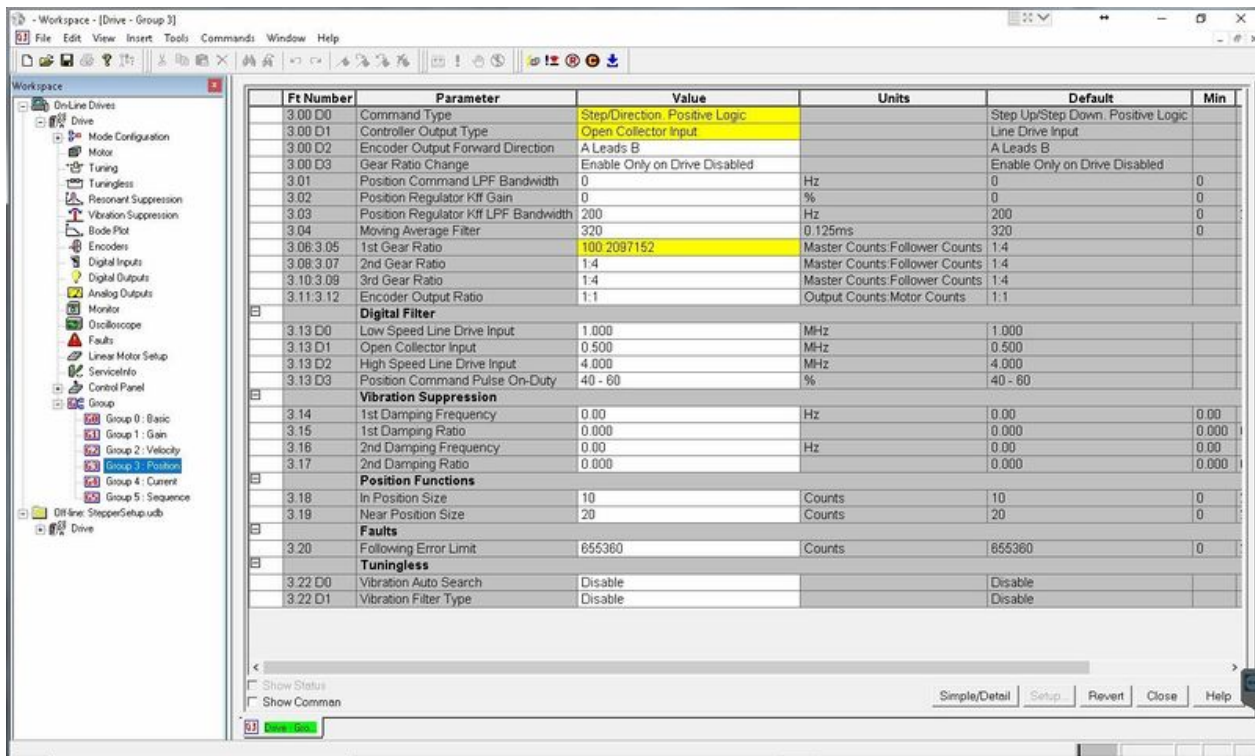 - Workspace - [Drive - Group 3]
File Edit View Insert Tools Commands Window Help
Workspace
On-Line Drives
Drive
Mode Configuration
Motor
Tuning
Tuningless
Resonant Suppression
Vibration Suppression
Bode Plot
Encoders
Digital Inputs
Digital Outputs
Analog Outputs
Monitor
Oscilloscope
Faults
Linear Motor Setup
ServiceInfo
Control Panel
Group
Group 0 : Basic
Group 1 : Gain
Group 2 : Velocity
Group 3 : Position
Group 4 : Current
Group 5 : Sequence
Off-line: StepperSetup.udb
Drive
Ft Number Parameter Value Units Default Min
3.00 D0 Command Type Step/Direction. Positive Logic Step Up/Step Down. Positive Logic
3.00 D1 Controller Output Type Open Collector Input Line Drive Input
3.00 D2 Encoder Output Forward Direction A Leads B A Leads B
3.00 D3 Gear Ratio Change Enable Only on Drive Disabled Enable Only on Drive Disabled
3.01 Position Command LPF Bandwidth 0 Hz 0 0
3.02 Position Regulator Kff Gain 0 % 0 0
3.03 Position Regulator Kff LPF Bandwidth 200 Hz 200 0
3.04 Moving Average Filter 320 0.125ms 320 0
3.06:3.05 1st Gear Ratio 100:2097152 Master Counts:Follower Counts 1:4
3.08:3.07 2nd Gear Ratio 1:4 Master Counts:Follower Counts 1:4
3.10:3.09 3rd Gear Ratio 1:4 Master Counts:Follower Counts 1:4
3.11:3.12 Encoder Output Ratio 1:1 Output Counts:Motor Counts 1:1
Digital Filter
3.13 D0 Low Speed Line Drive Input 1.000 MHz 1.000
3.13 D1 Open Collector Input 0.500 MHz 0.500
3.13 D2 High Speed Line Drive Input 4.000 MHz 4.000
3.13 D3 Position Command Pulse On-Duty 40 - 60 % 40 - 60
Vibration Suppression
3.14 1st Damping Frequency 0.00 Hz 0.00 0.00
3.15 1st Damping Ratio 0.000 0.000 0.000
3.16 2nd Damping Frequency 0.00 Hz 0.00 0.00
3.17 2nd Damping Ratio 0.000 0.000 0.000
Position Functions
3.18 In Position Size 10 Counts 10 0
3.19 Near Position Size 20 Counts 20 0
Faults
3.20 Following Error Limit 655360 Counts 655360 0
Tuningless
3.22 D0 Vibration Auto Search Disable Disable
3.22 D1 Vibration Filter Type Disable Disable
Show Status
Show Comman
Simple/Detail Setup... Revert Close Help
Drive - Gro...